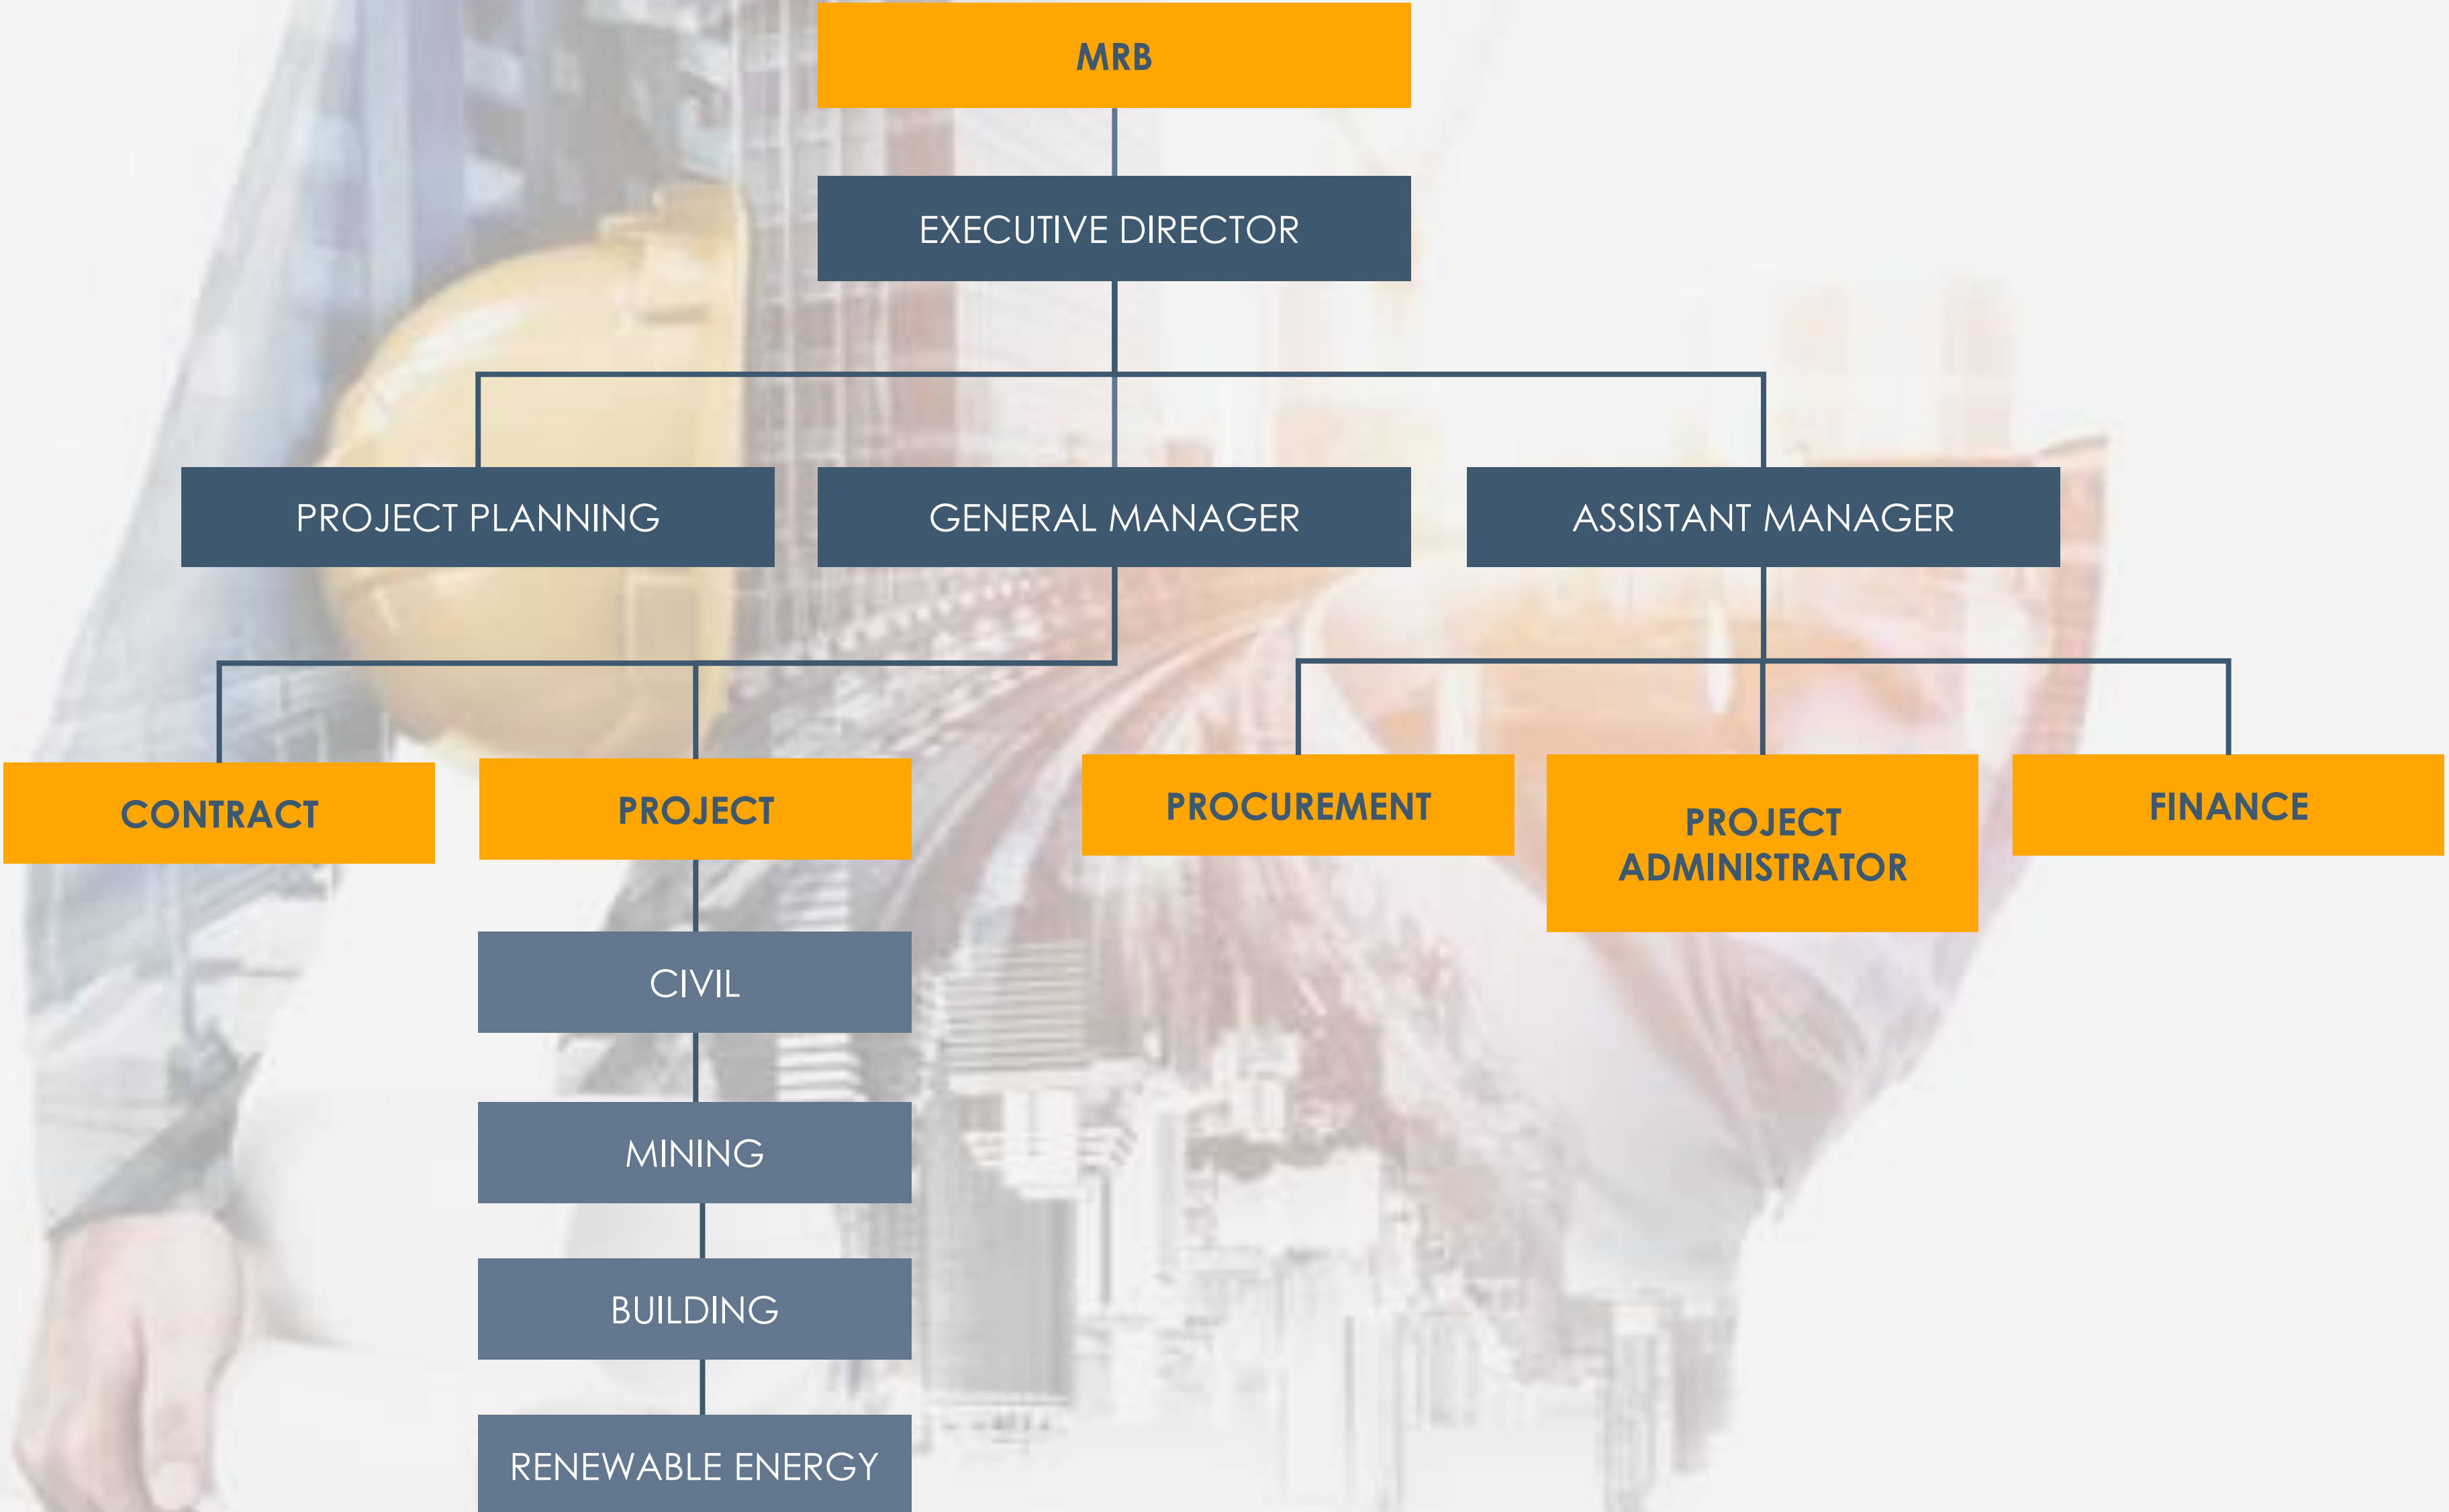 MRB
EXECUTIVE DIRECTOR
PROJECT PLANNING
GENERAL MANAGER
ASSISTANT MANAGER
CONTRACT
PROJECT
PROCUREMENT
PROJECT
ADMINISTRATOR
FINANCE
CIVIL
MINING
BUILDING
RENEWABLE ENERGY